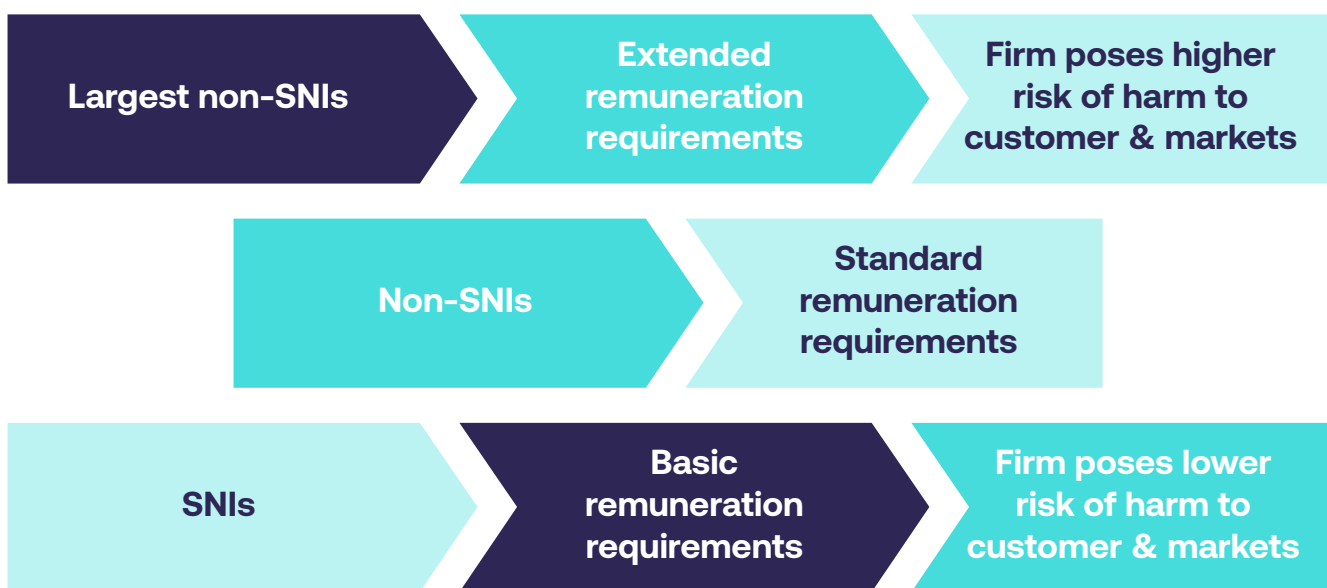 Largest non-SNIs
Extended
remuneration
requirements
Firm poses higher
risk of harm to
customer & markets
Non-SNIs
Standard
remuneration
requirements
SNIs
Basic
remuneration
requirements
Firm poses lower
risk of harm to
customer & markets